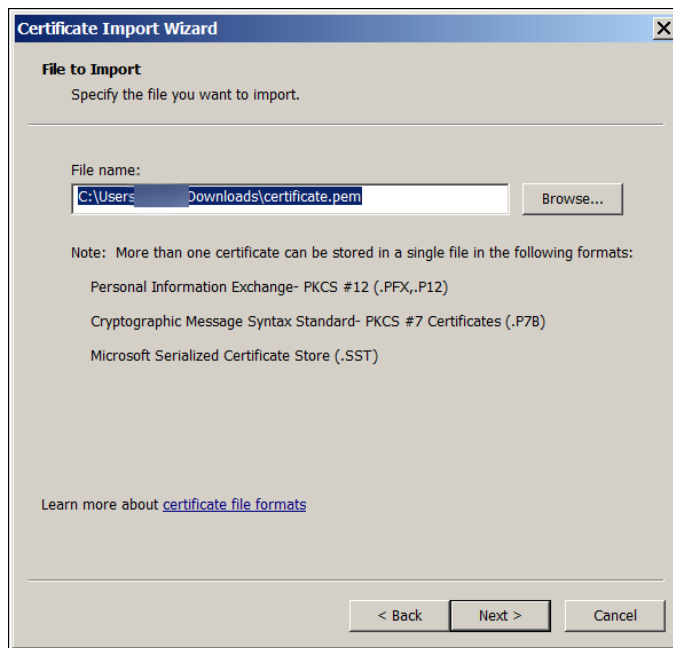 Certificate Import Wizard
File to Import
Specify the file you want to import.
File name:
C:\Users Downloads\certificate.pem
Browse...
Note: More than one certificate can be stored in a single file in the following formats:
Personal Information Exchange- PKCS #12 (.PFX,.P12)
Cryptographic Message Syntax Standard- PKCS #7 Certificates (.P7B)
Microsoft Serialized Certificate Store (.SST)
Learn more about certificate file formats
< Back Next > Cancel